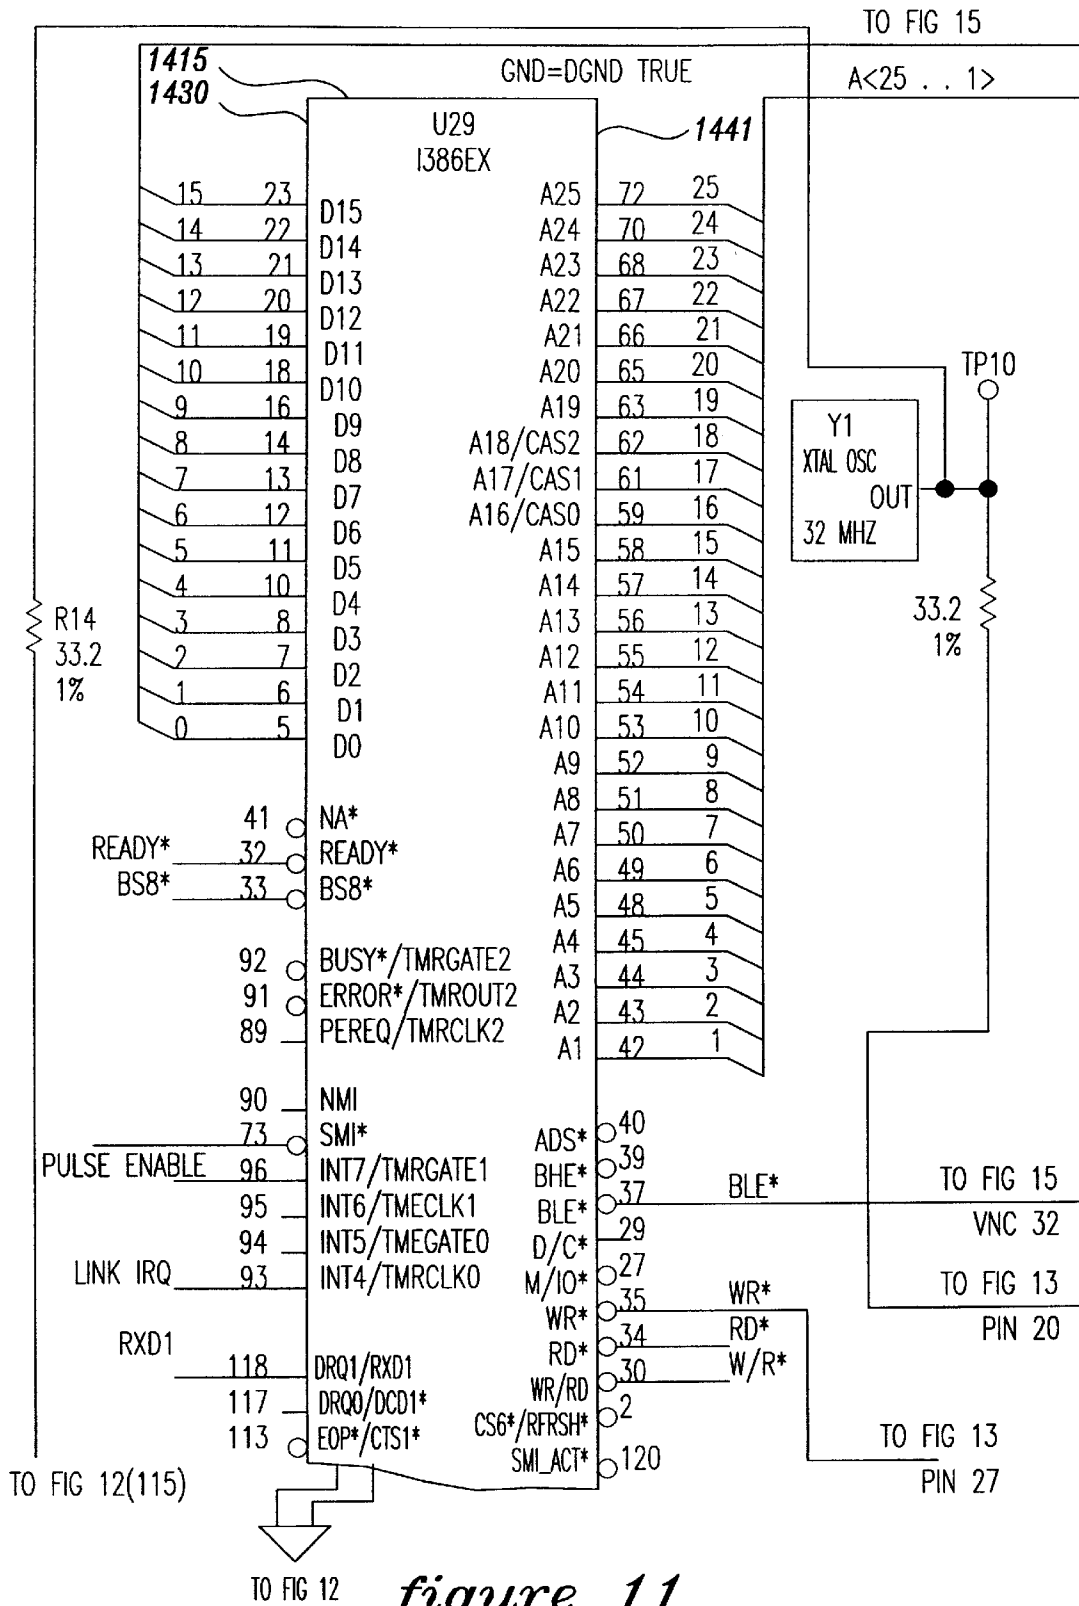 TO FIG 15
1415
GND=DGND TRUE
A<25 . . 1>
1430
U29
1441
I386EX
15 23 D15 A25 72 25
14 22 D14 A24 70 24
13 21 D13 A23 68 23
12 20 D12 A22 67 22
11 19 D11 A21 66 21
10 18 D10 A20 65 20
9 16 D9 A19 63 19
8 14 D8 A18/CAS2 62 18
7 13 D7 A17/CAS1 61 17
6 12 D6 A16/CAS0 59 16
5 11 D5 A15 58 15
4 10 D4 A14 57 14
3 8 D3 A13 56 13
2 7 D2 A12 55 12
1 6 D1 A11 54 11
0 5 D0 A10 53 10
A9 52 9
A8 51 8
A7 50 7
A6 49 6
A5 48 5
A4 45 4
A3 44 3
A2 43 2
A1 42 1
TP10
Y1
XTAL OSC
OUT
32 MHZ
33.2
1%
R14
33.2
1%
41 NA*
READY* 32 READY*
BS8* 33 BS8*
92 BUSY*/TMRGATE2
91 ERROR*/TMROUT2
89 PEREQ/TMRCLK2
90 NMI
73 SMI*
PULSE ENABLE 96 INT7/TMRGATE1
95 INT6/TMECLK1
94 INT5/TMEGATE0
LINK IRQ 93 INT4/TMRCLK0
RXD1
118 DRQ1/RXD1
117 DRQ0/DCD1*
113 EOP*/CTS1*
ADS* 40
BHE* 39
BLE* 37 BLE* TO FIG 15
VNC 32
D/C* 29
M/IO* 27
TO FIG 13
PIN 20
WR* 35 WR*
RD* 34 RD*
WR/RD 30 W/R*
CS6*/RFRSH* 2
SMI_ACT* 120
TO FIG 13
PIN 27
TO FIG 12(115)
TO FIG 12
figure 11